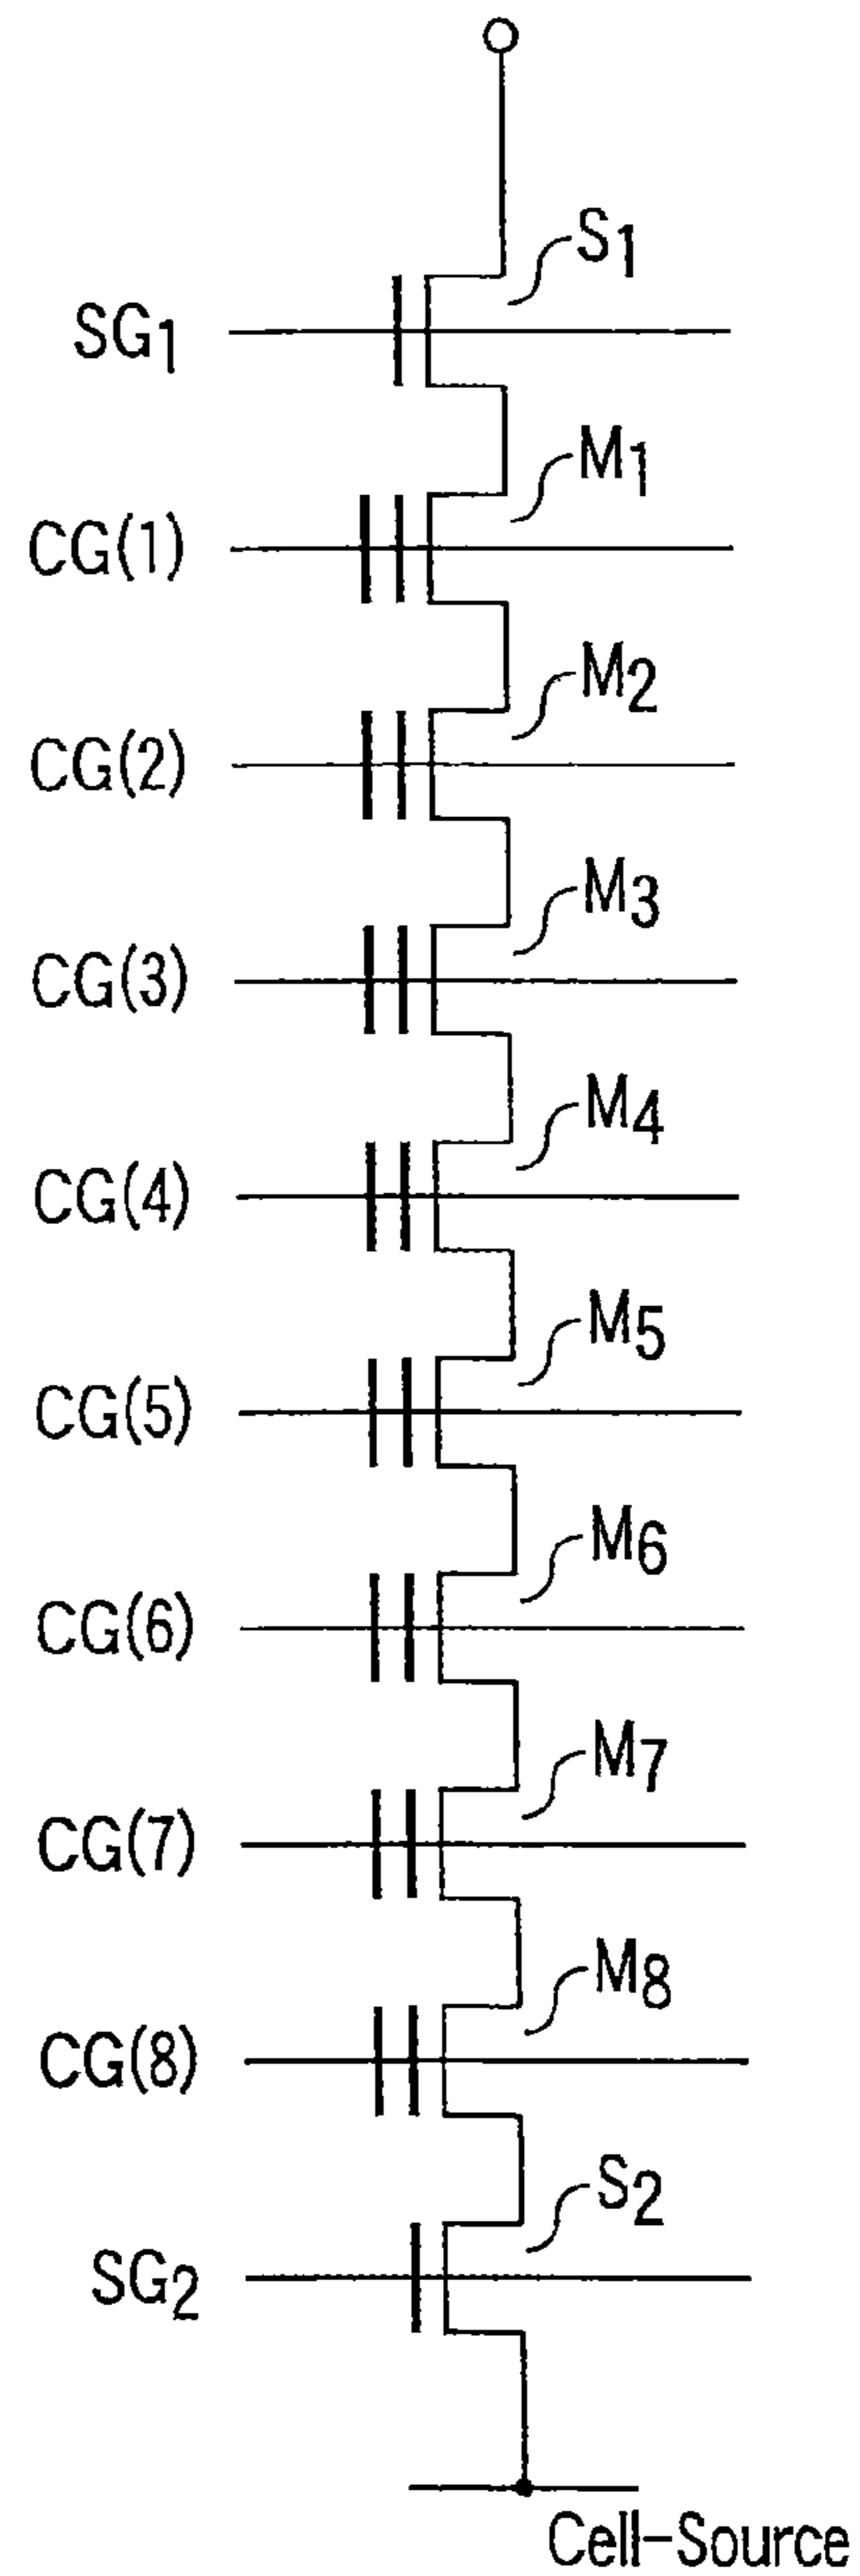 S1
SG1
M1
CG(1)
M2
CG(2)
M3
CG(3)
M4
CG(4)
M5
CG(5)
M6
CG(6)
M7
CG(7)
M8
CG(8)
S2
SG2
Cell-Source